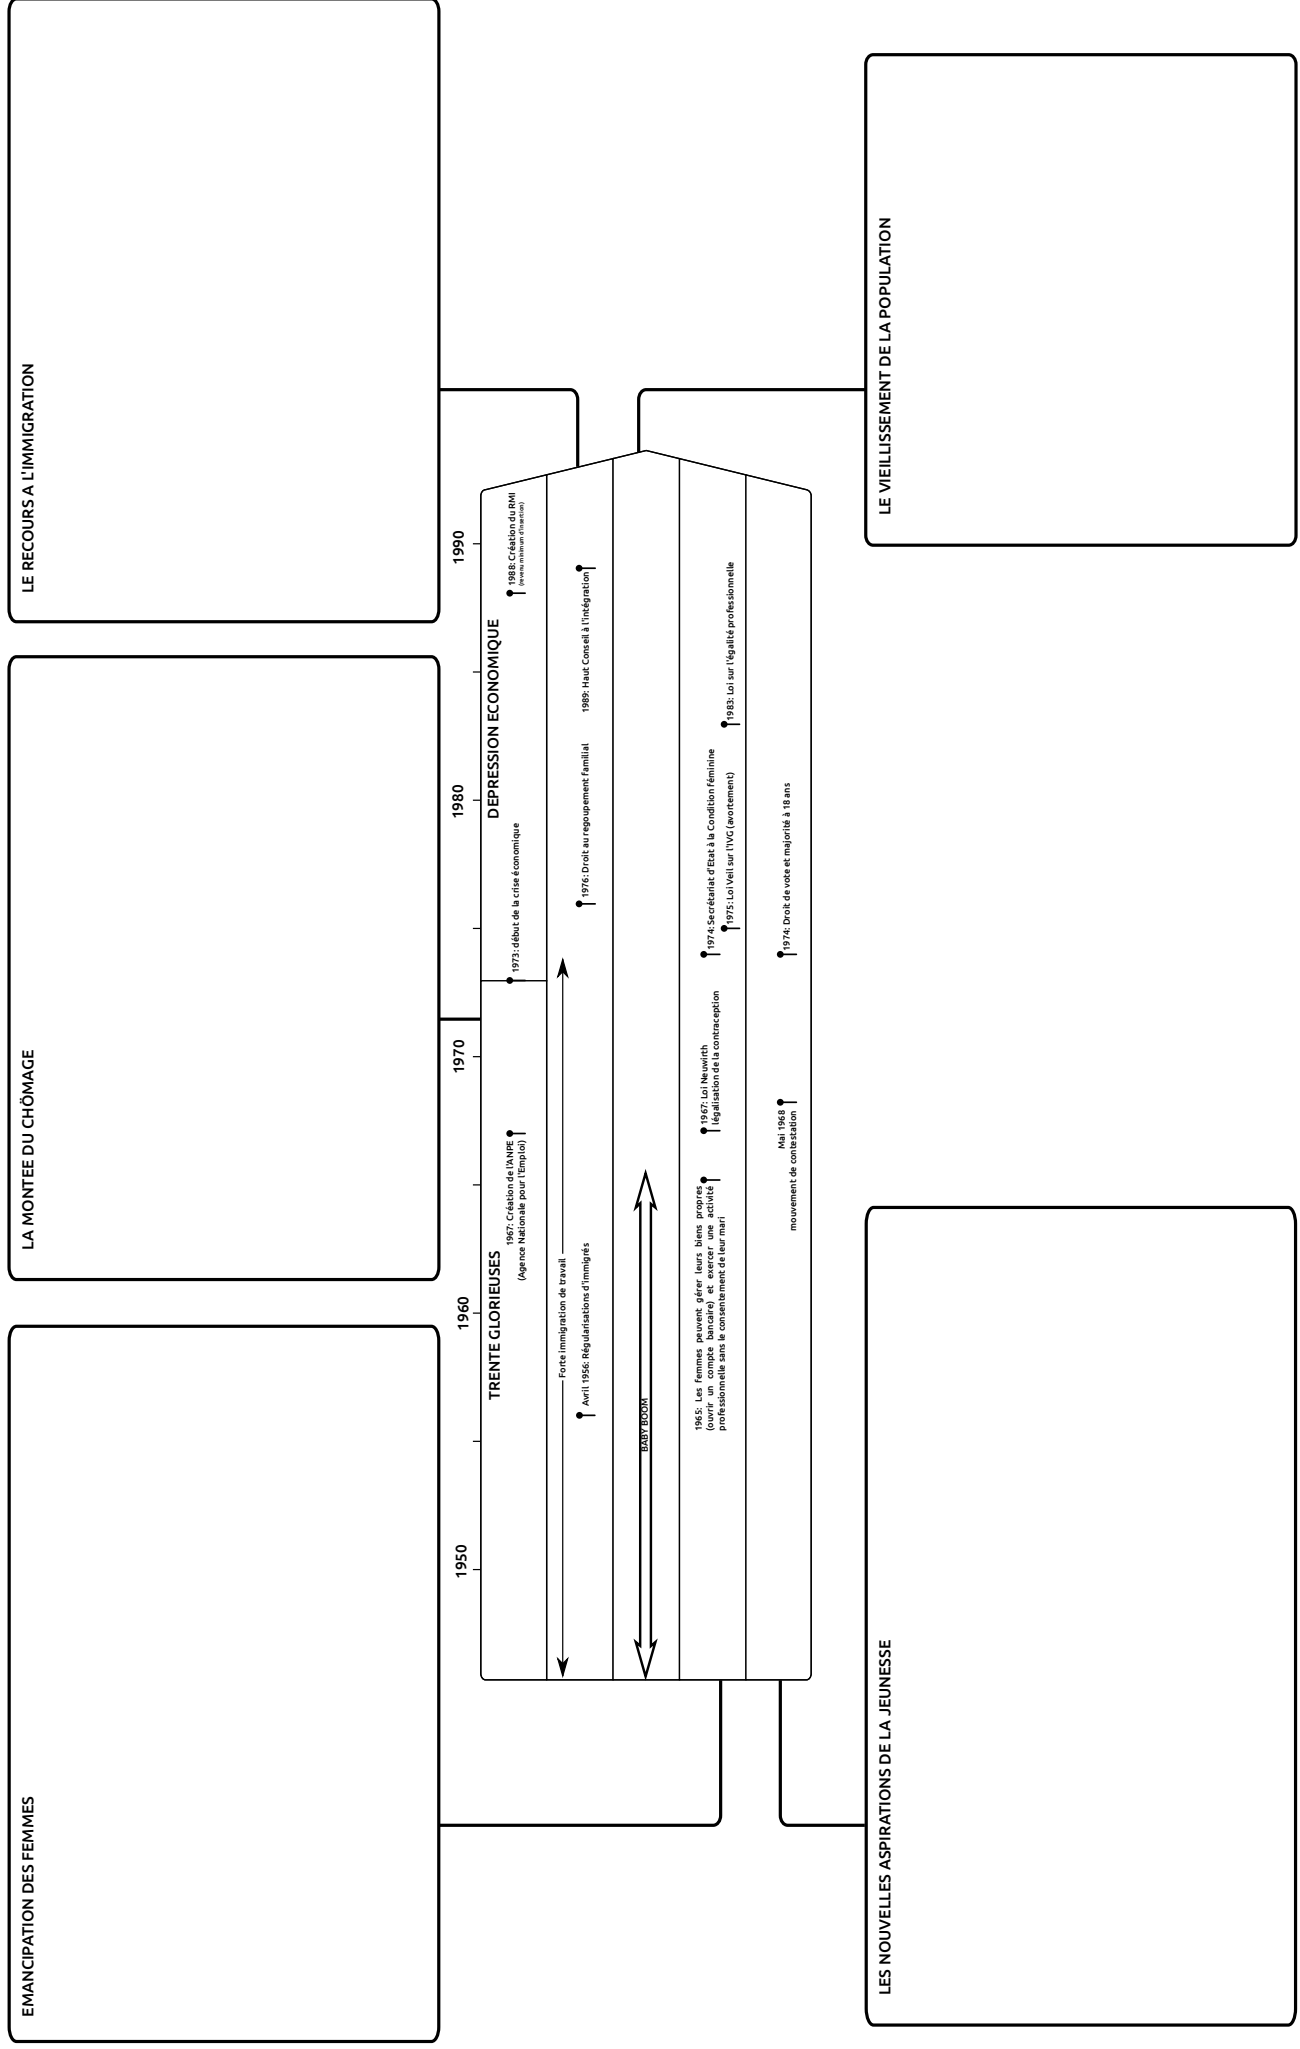 EMANCIPATION DES FEMMES
LA MONTEE DU CHÔMAGE
LE RECOURS A L'IMMIGRATION
1950
1960
1970
1980
1990
TRENTE GLORIEUSES
DEPRESSION ECONOMIQUE
1967: Création de l'ANPE
(Agence Nationale pour l'Emploi)
1973: début de la crise économique
1988: Création du RMI
(revenu minimum d'insertion)
Forte immigration de travail
Avril 1956: Régularisations d'immigrés
1976: Droit au regoupement familial
1989: Haut Conseil à l'intégration
BABY BOOM
1965: Les femmes peuvent gérer leurs biens propres
(ouvrir un compte bancaire) et exercer une activité
professionnelle sans le consentement de leur mari
1967: Loi Neuwirth
légalisation de la contraception
1974: Secrétariat d'Etat à la Condition féminine
1975: Loi Veil sur l'IVG (avortement)
1983: Loi sur l'égalité professionnelle
Mai 1968
mouvement de contestation
1974: Droit de vote et majorité à 18 ans
LES NOUVELLES ASPIRATIONS DE LA JEUNESSE
LE VIEILLISSEMENT DE LA POPULATION